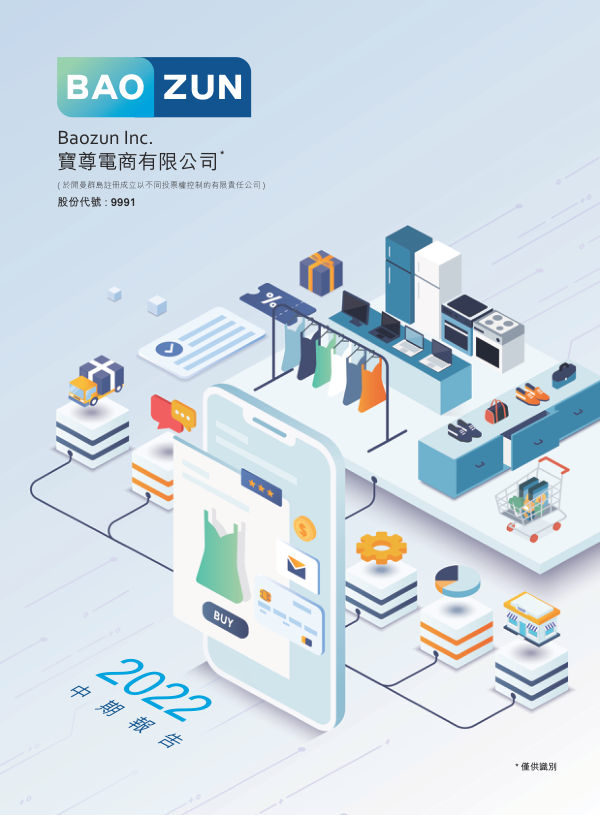 BAO ZUN
Baozun Inc.
寶尊電商有限公司*
(於開曼群島註冊成立以不同投票權控制的有限責任公司)
股份代號 : 9991
%
$
BUY
2022
中期報告
* 僅供識別